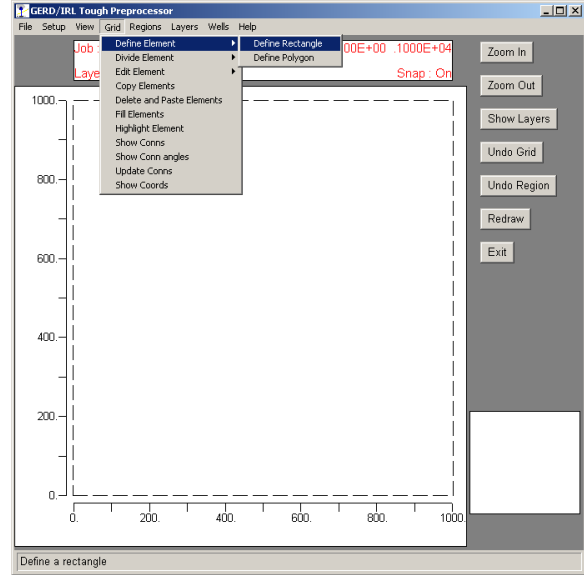 GERD/IRL Tough Preprocessor
File Setup View Grid Regions Layers Wells Help
Job : 00E+00 .1000E+04
Laye Snap : On
Define Element
Divide Element
Edit Element
Copy Elements
Delete and Paste Elements
Fill Elements
Highlight Element
Show Conns
Show Conn angles
Update Conns
Show Coords
Define Rectangle
Define Polygon
Zoom In
Zoom Out
Show Layers
Undo Grid
Undo Region
Redraw
Exit
1000.
800.
600.
400.
200.
0.
0. 200. 400. 600. 800. 1000.
Define a rectangle